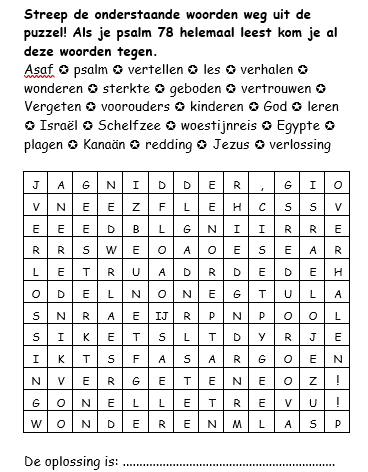 Streep de onderstaande woorden weg uit de
puzzel! Als je psalm 78 helemaal leest kom je al
deze woorden tegen.
Asaf ✪ psalm ✪ vertellen ✪ les ✪ verhalen ✪
wonderen ✪ sterkte ✪ geboden ✪ vertrouwen ✪
Vergeten ✪ voorouders ✪ kinderen ✪ God ✪ leren
✪ Israël ✪ Schelfzee ✪ woestijnreis ✪ Egypte ✪
plagen ✪ Kanaän ✪ redding ✪ Jezus ✪ verlossing
J A G N I D D E R , G I O
V N E E Z F L E H C S S V
E E E D B L G N I I R R E
R R S W E O A O E S E A R
L E T R U A D R D E D E H
O D E L N O N E G T U L A
S N R A E IJ R P N P O O L
S I K E T S L T D Y R J E
I K T S F A S A R G O E N
N V E R G E T E N E O Z !
G O N E L L E T R E V U !
W O N D E R E N M L A S P
De oplossing is: ................................................................